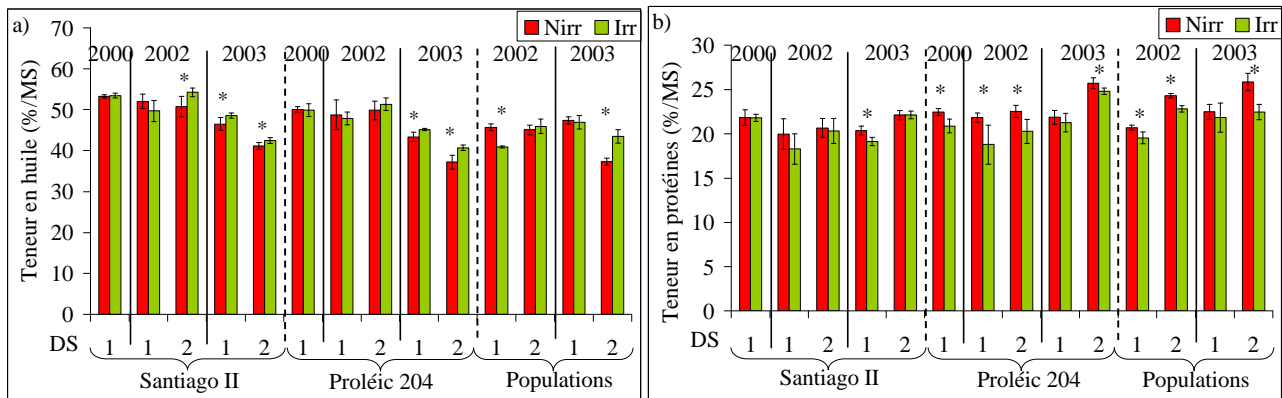 a)
Nirr Irr
2000 2002 2003 2000 2002 2003 2002 2003
Teneur en huile (%/MS)
70
60
50
40
30
20
10
0
* * * * * * *
DS 1 1 2 1 2 1 1 2 1 2 1 2 1 2
Santiago II Proléic 204 Populations
b)
Nirr Irr
2000 2002 2003 2000 2002 2003 2002 2003
Teneur en protéines (%/MS)
30
25
20
15
10
5
0
* * * * * * * *
DS 1 1 2 1 2 1 1 2 1 2 1 2 1 2
Santiago II Proléic 204 Populations